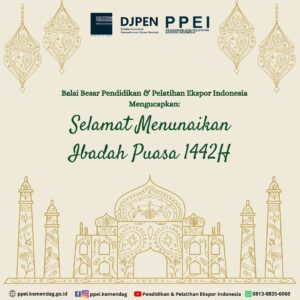 DJPEN
PPEI
Balai Besar Pendidikan & Pelatihan Ekspor Indonesia
Mengucapkan:
Selamat Menunaikan
Ibadah Puasa 1442H
ppei.kemendag.go.id
ppei.kemendag
Pendidikan & Pelatihan Ekspor Indonesia
0813-8835-6060